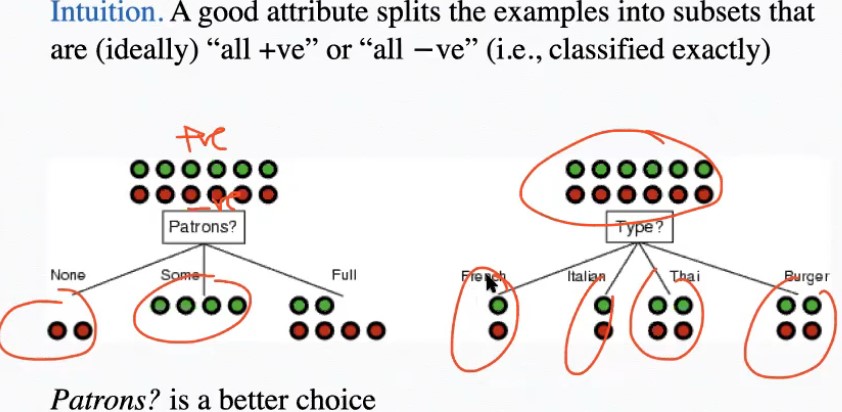 Intuition. A good attribute splits the examples into subsets that
are (ideally) “all +ve” or “all −ve” (i.e., classified exactly)
+ve
-ve
Patrons?
Type?
None
Some
Full
French
Italian
Thai
Burger
Patrons? is a better choice